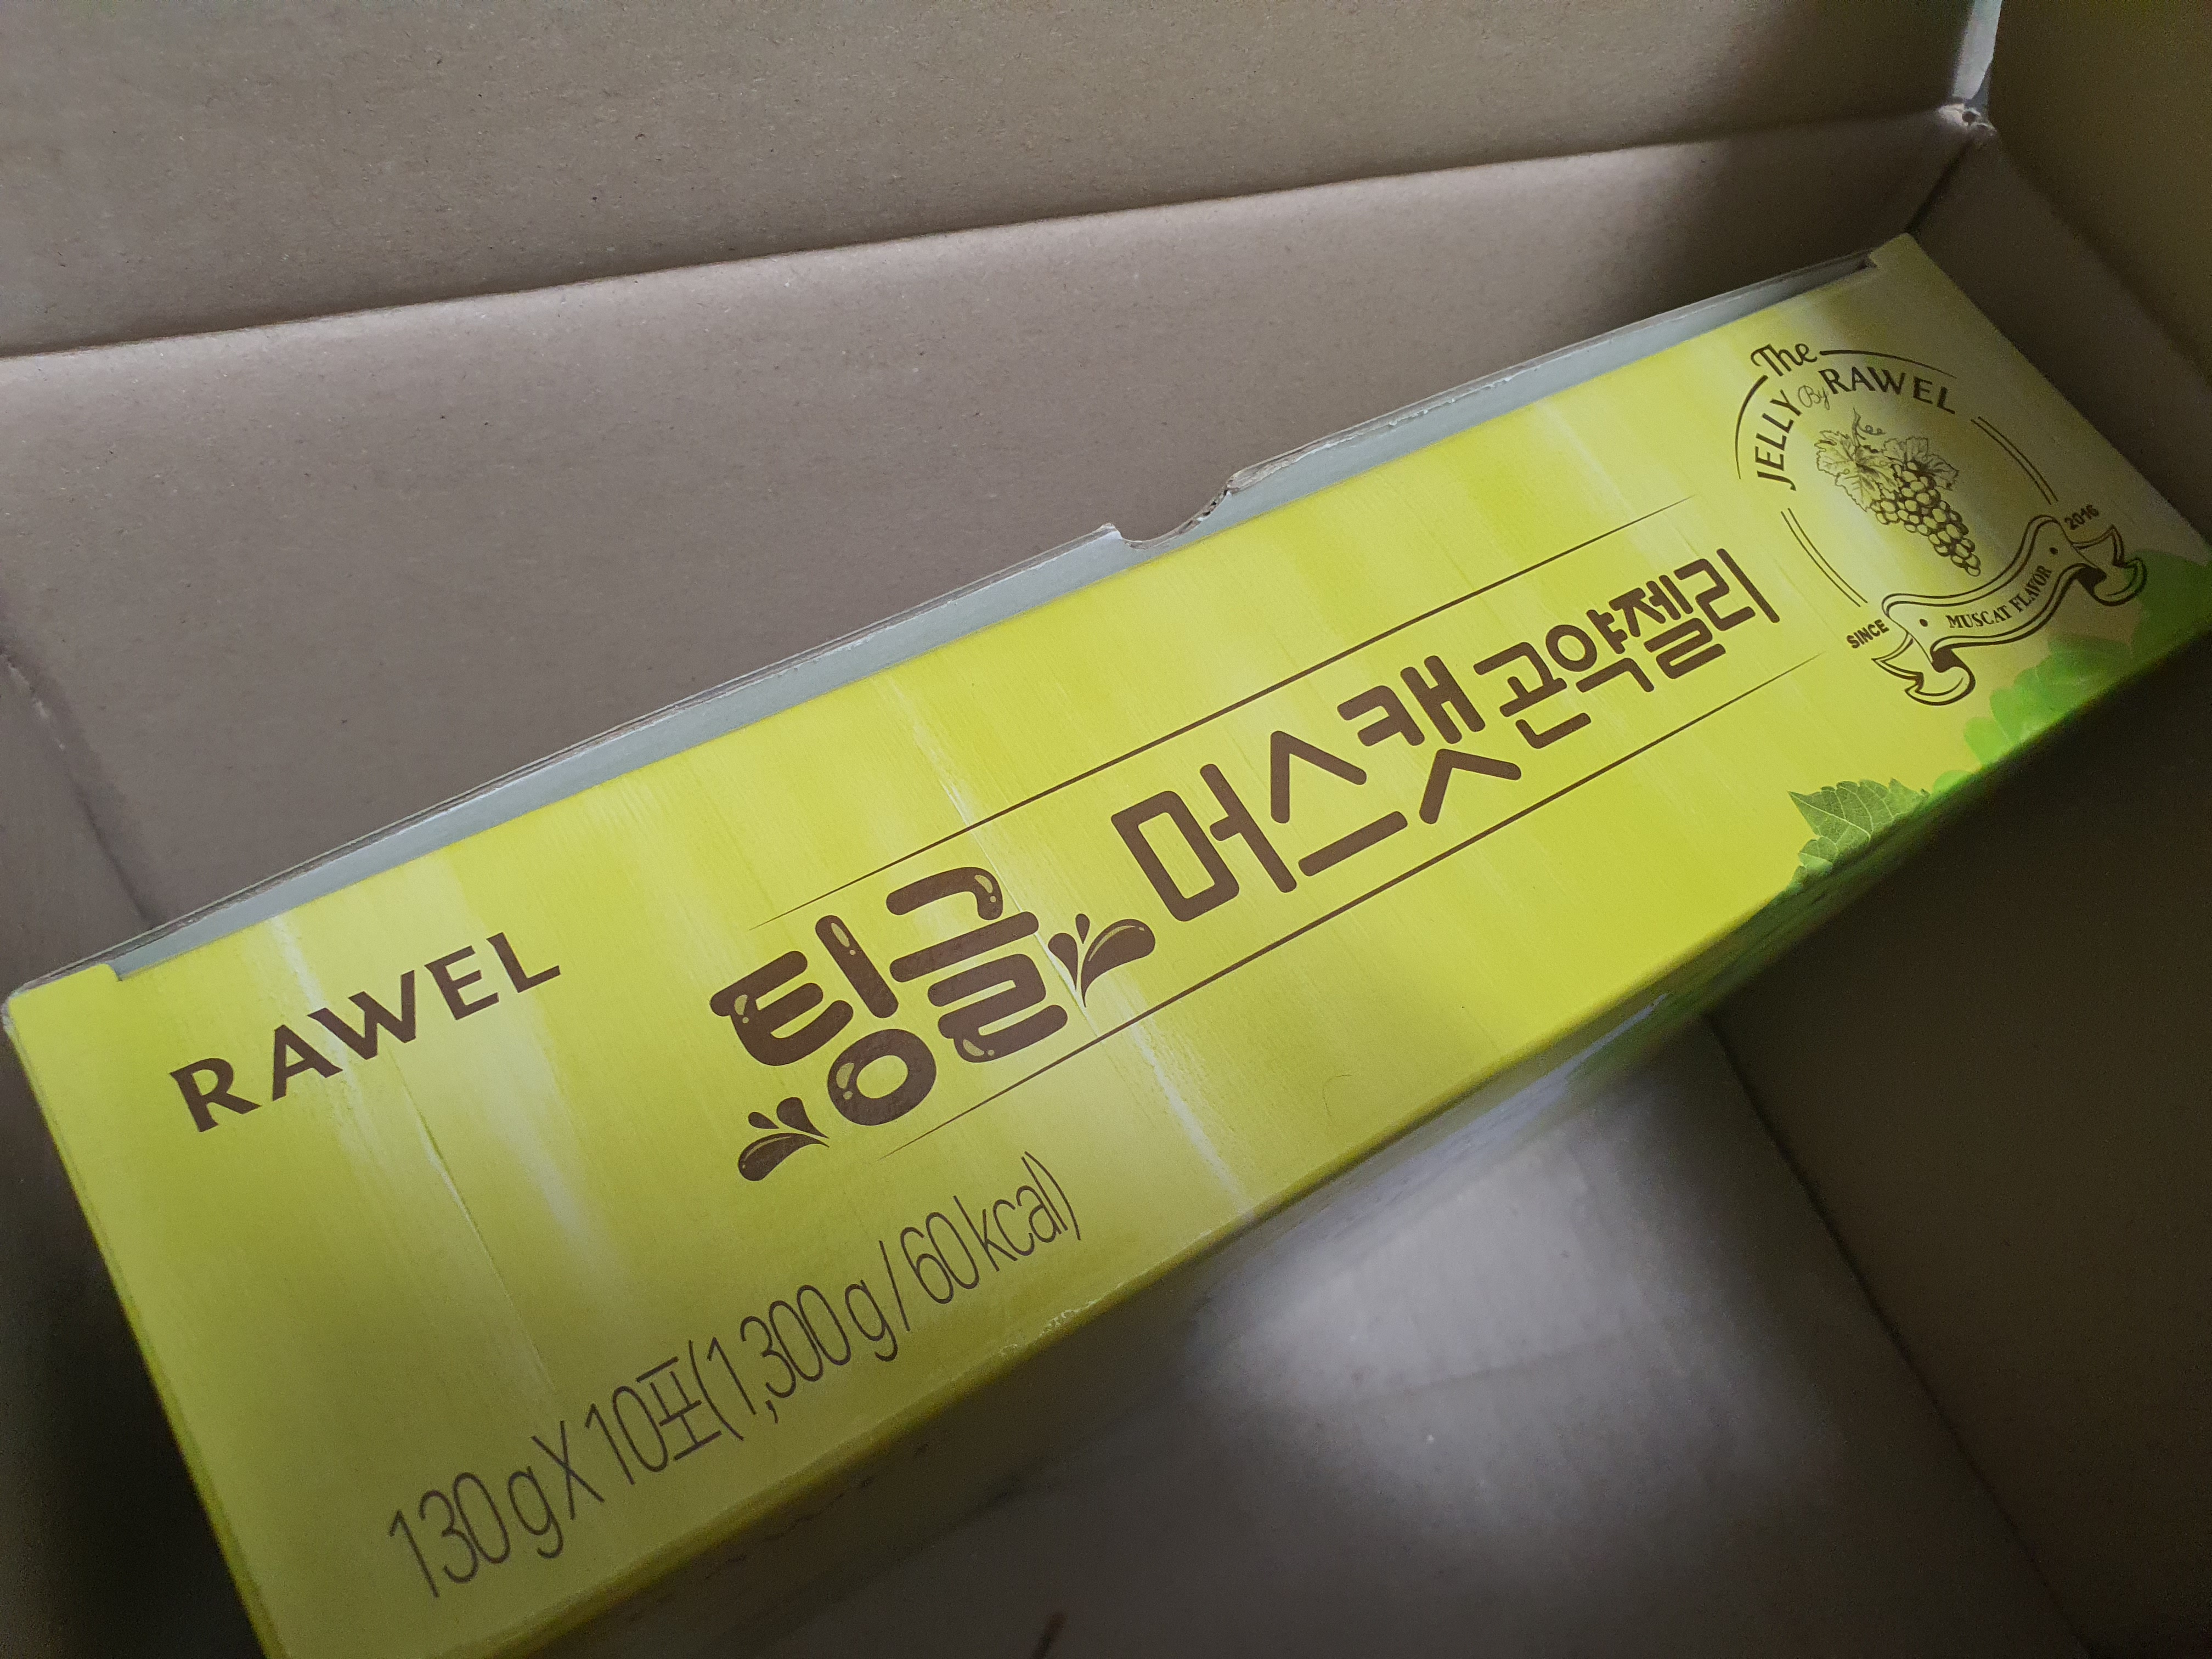 RAWEL
팅글 머스캣 곤약젤리
130g X 10포(1,300g/60kcal)
The
JELLY By RAWEL
SINCE 2016
MUSCAT FLAVOR